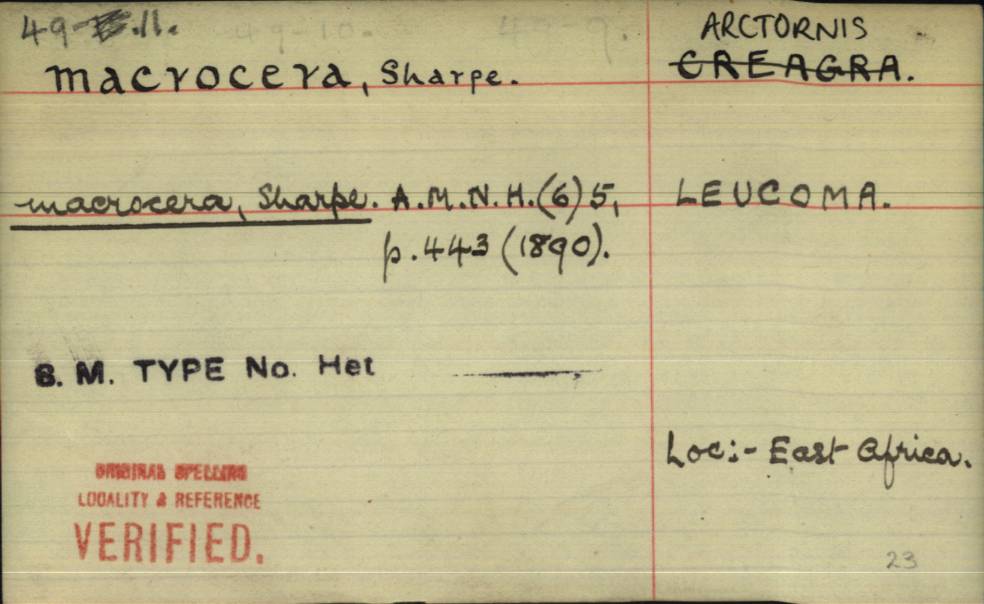 49-11.
ARCTORNIS
macrocera, Sharpe.
CREAGRA.
macrocera, Sharpe. A.M.N.H.(6)5,
LEUCOMA.
p.443 (1890).
B. M. TYPE No. Het
Loc:- East Africa.
ORIGINAL SPELLING
LOCALITY & REFERENCE
VERIFIED.
23